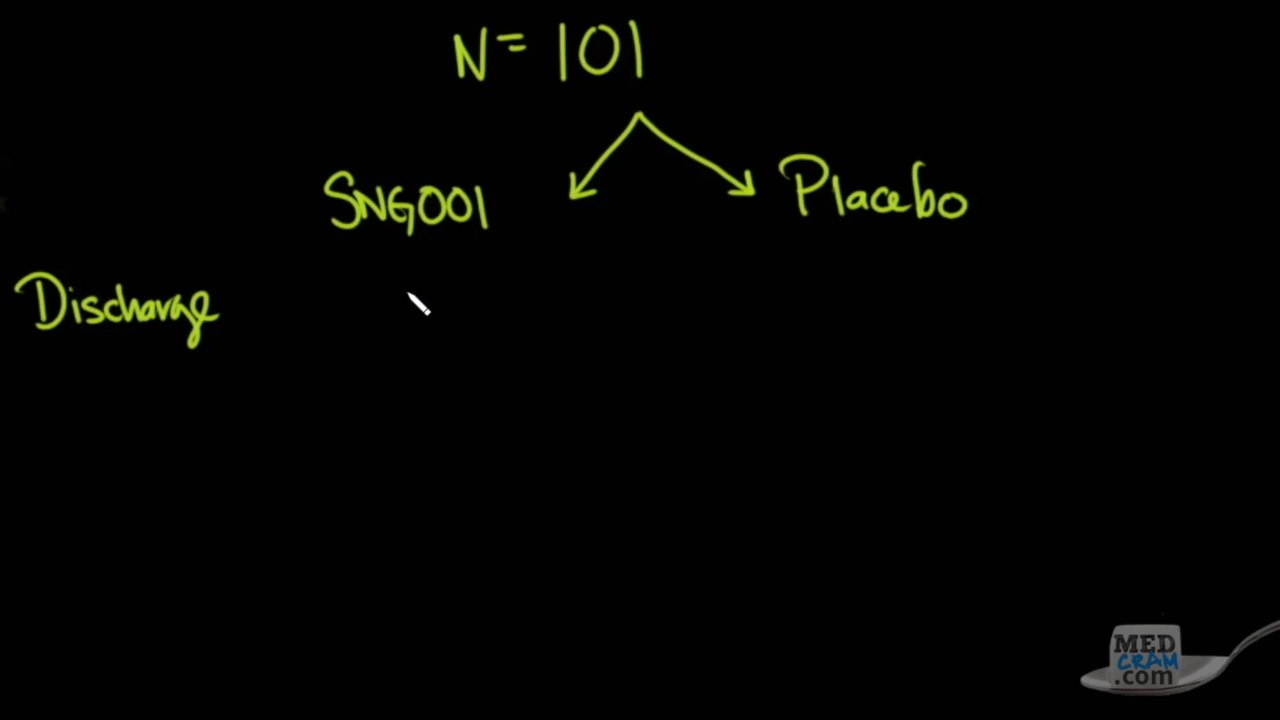 N= 101
SNG001
Placebo
Discharge
MED
CRAM
.com